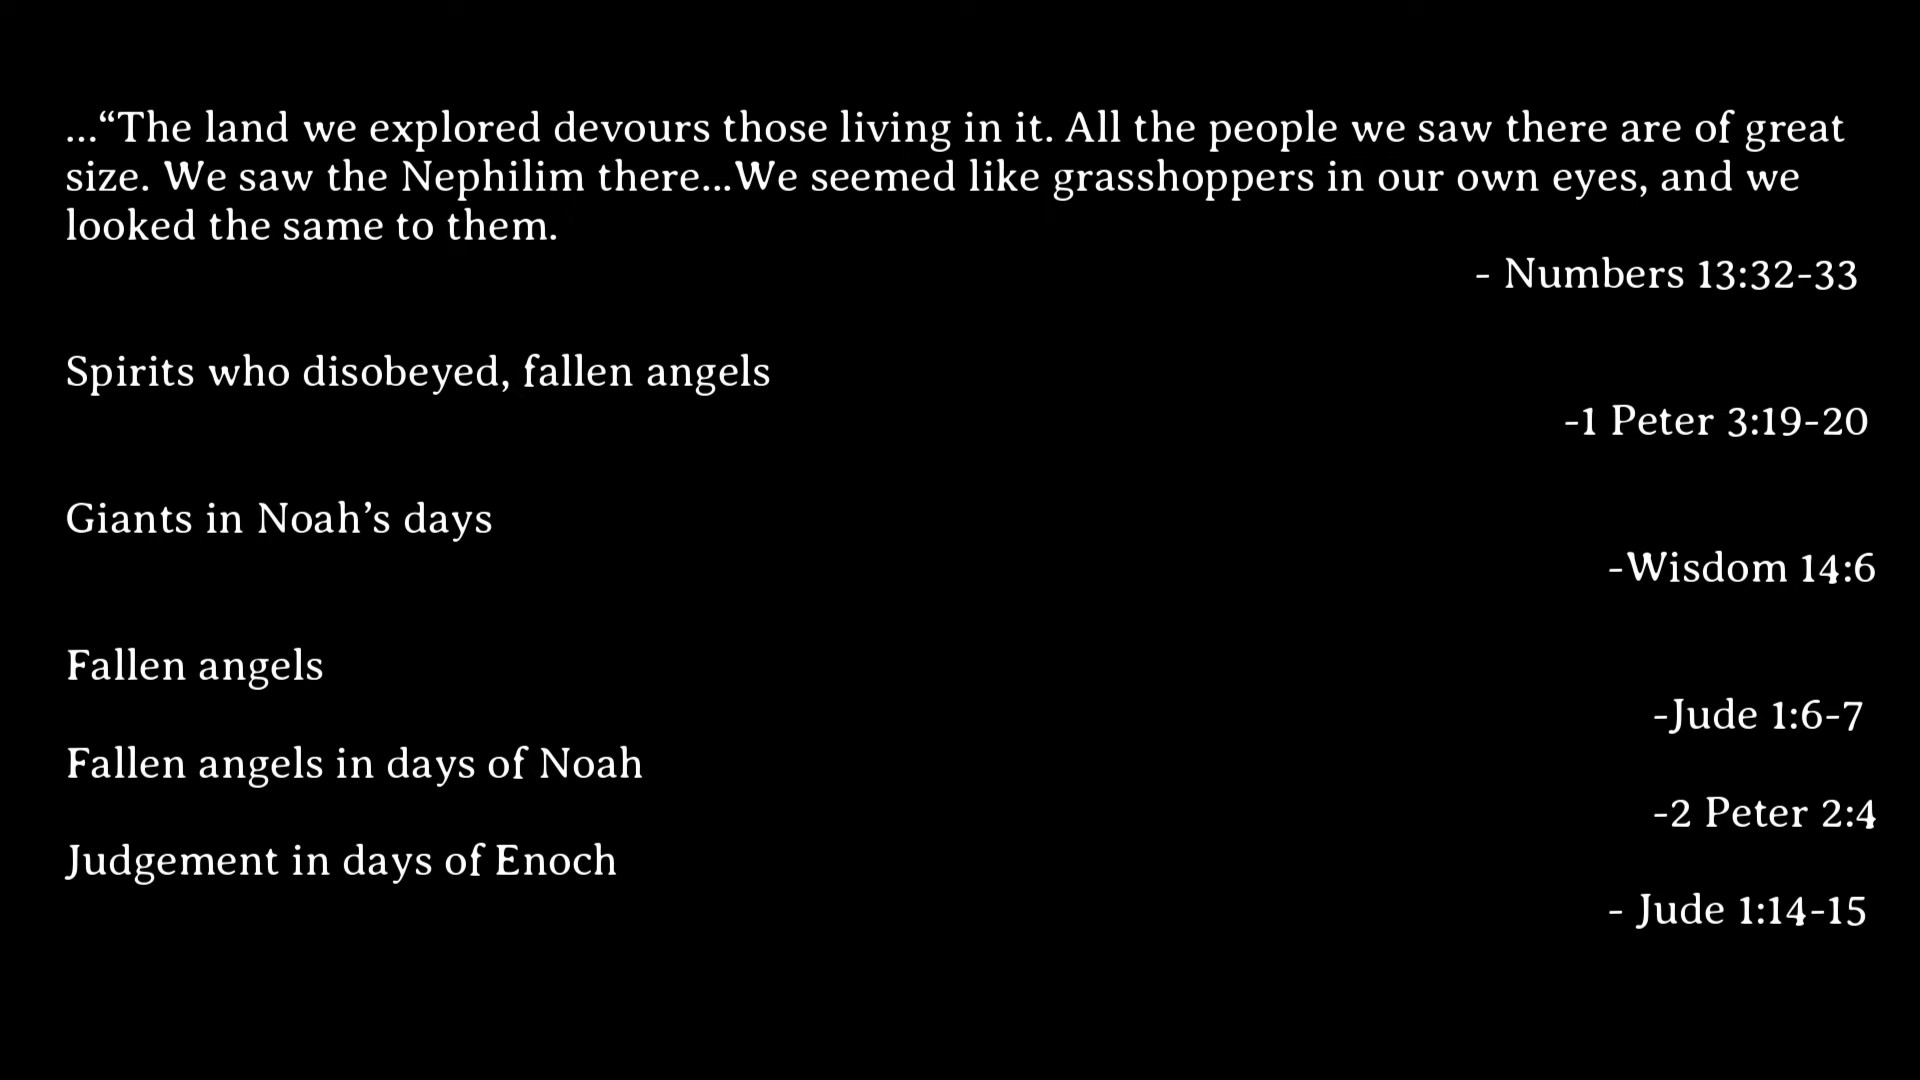 ...“The land we explored devours those living in it. All the people we saw there are of great
size. We saw the Nephilim there...We seemed like grasshoppers in our own eyes, and we
looked the same to them.
- Numbers 13:32-33
Spirits who disobeyed, fallen angels
-1 Peter 3:19-20
Giants in Noah’s days
-Wisdom 14:6
Fallen angels
-Jude 1:6-7
Fallen angels in days of Noah
-2 Peter 2:4
Judgement in days of Enoch
- Jude 1:14-15